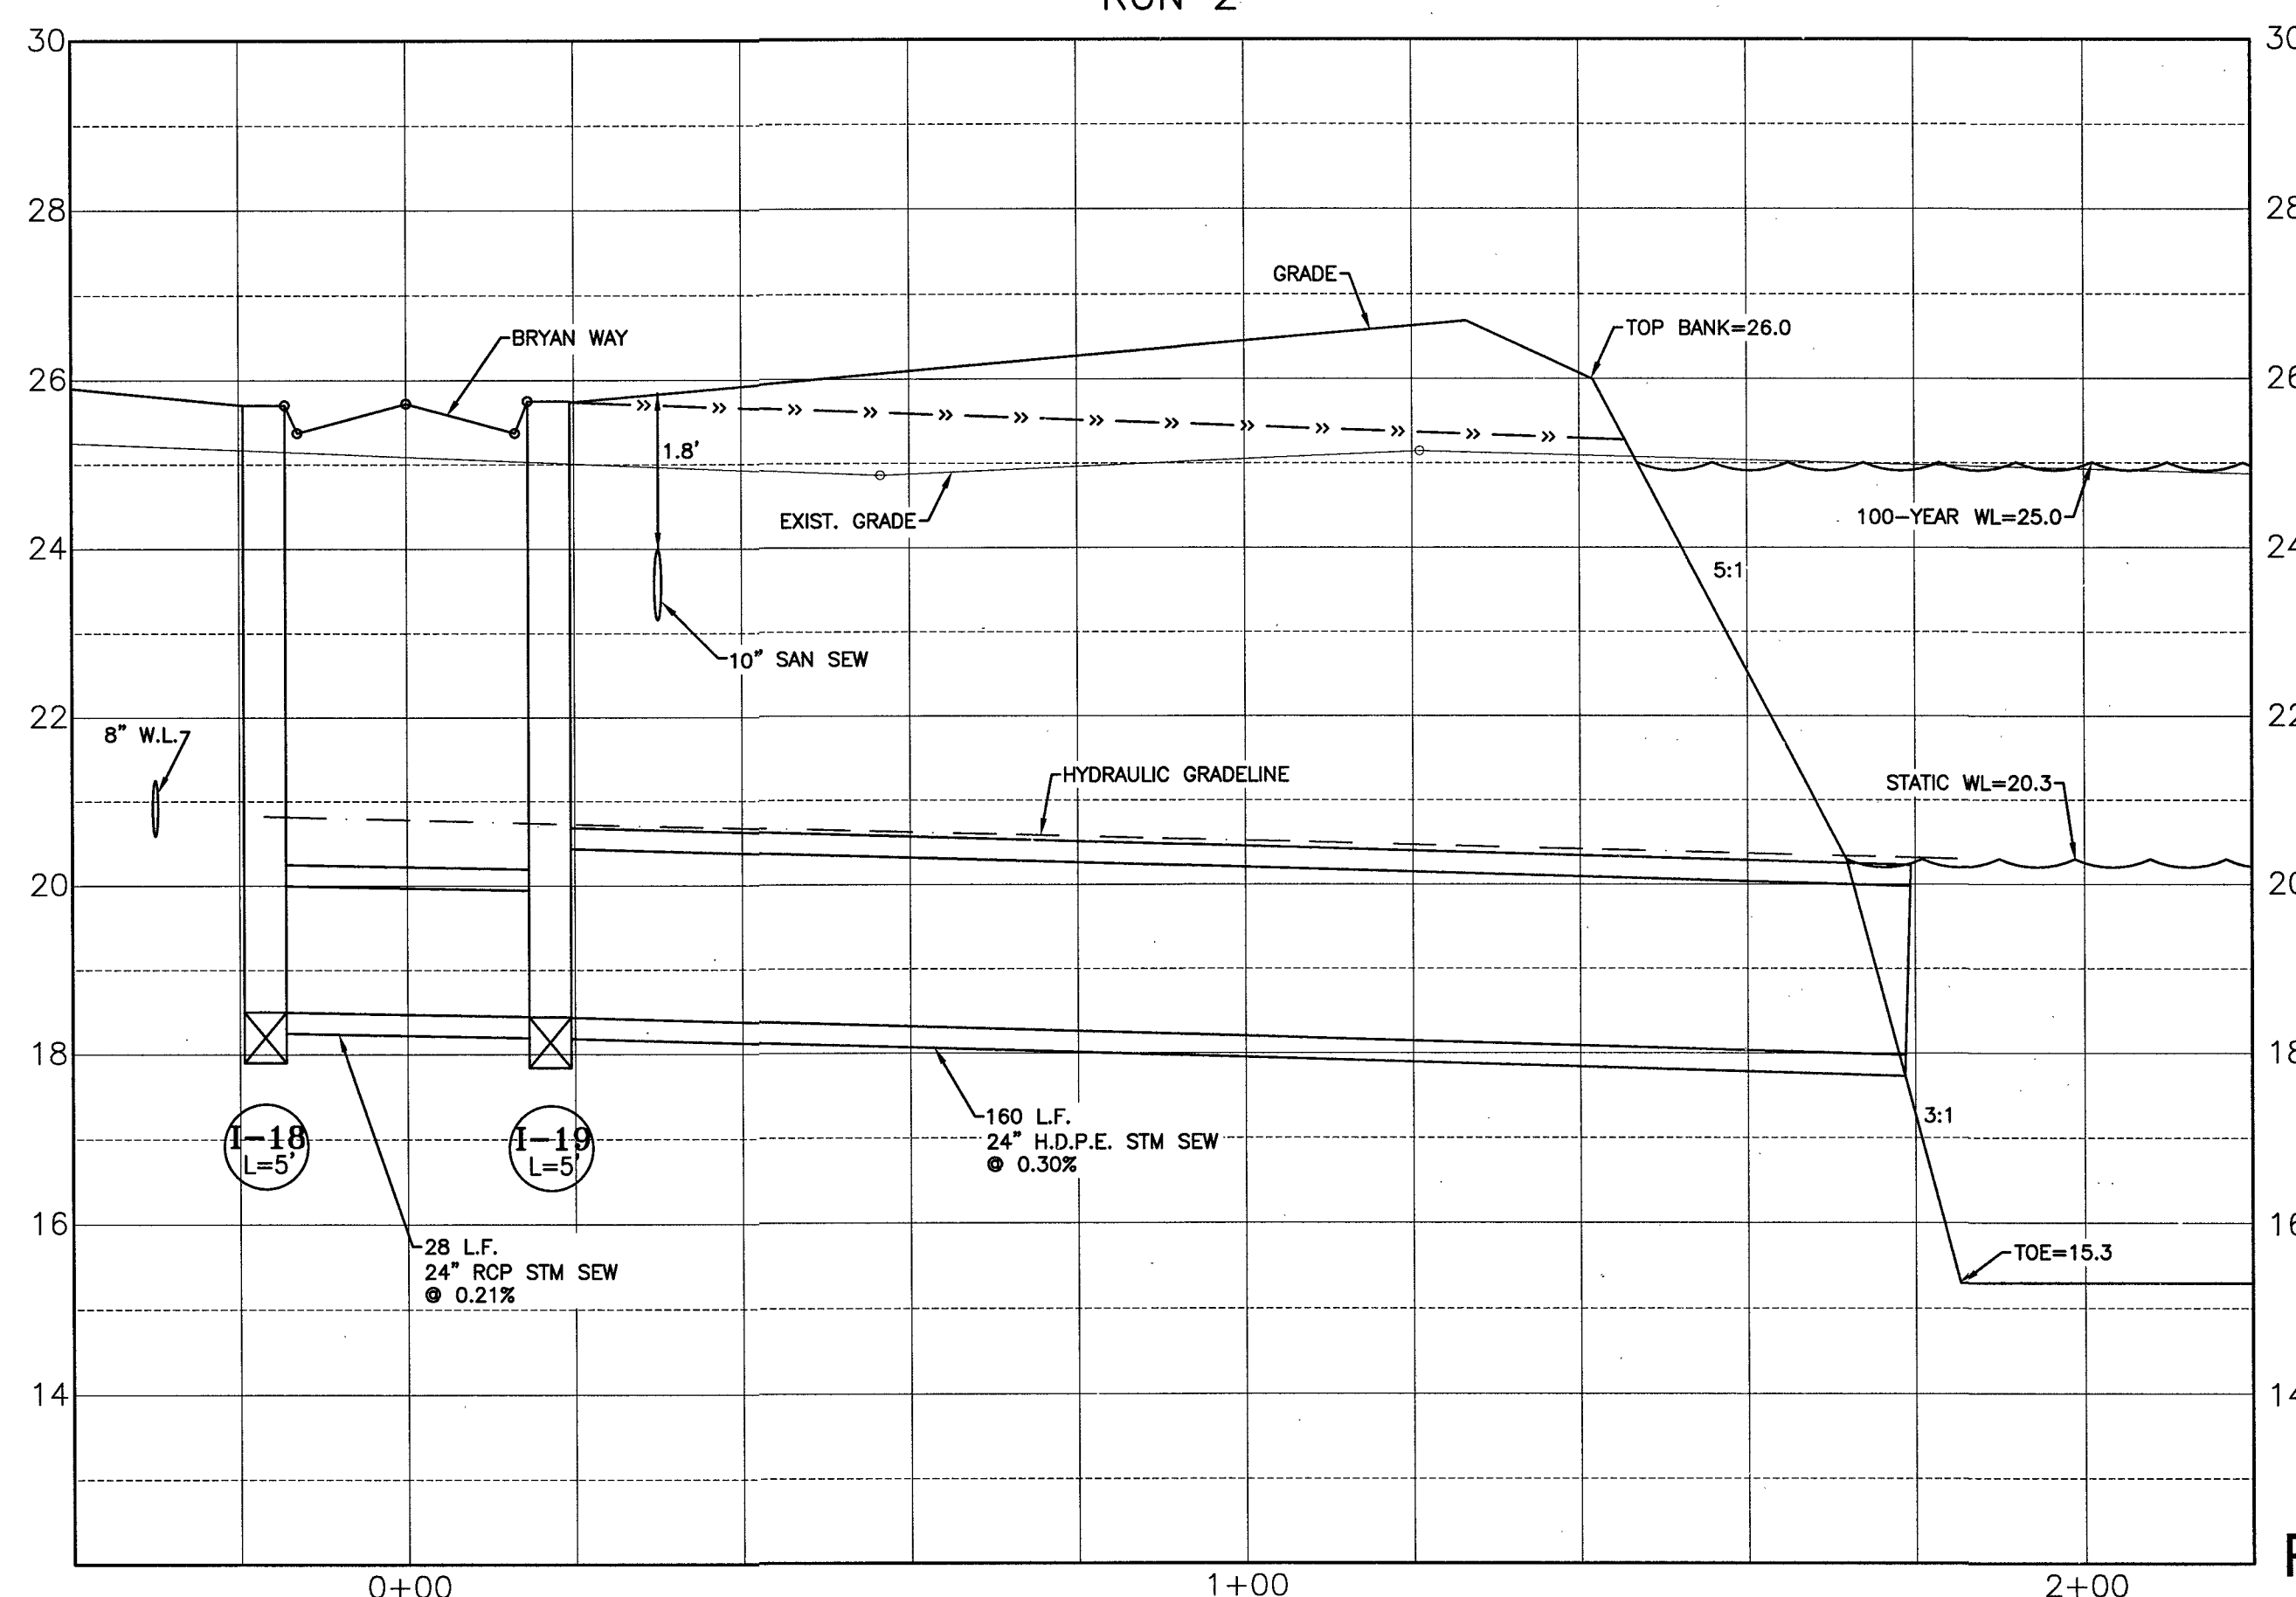 RUN 2
30
30
28
28
GRADE
TOP BANK=26.0
BRYAN WAY
26
26
1.8'
100-YEAR WL=25.0
EXIST. GRADE
24
24
5:1
10" SAN SEW
22
22
8" W.L.
HYDRAULIC GRADELINE
STATIC WL=20.3
20
20
18
18
160 L.F.
24" H.D.P.E. STM SEW
@ 0.30%
3:1
I-18
L=5'
I-19
L=5'
16
16
28 L.F.
24" RCP STM SEW
@ 0.21%
TOE=15.3
14
14
0+00
1+00
2+00